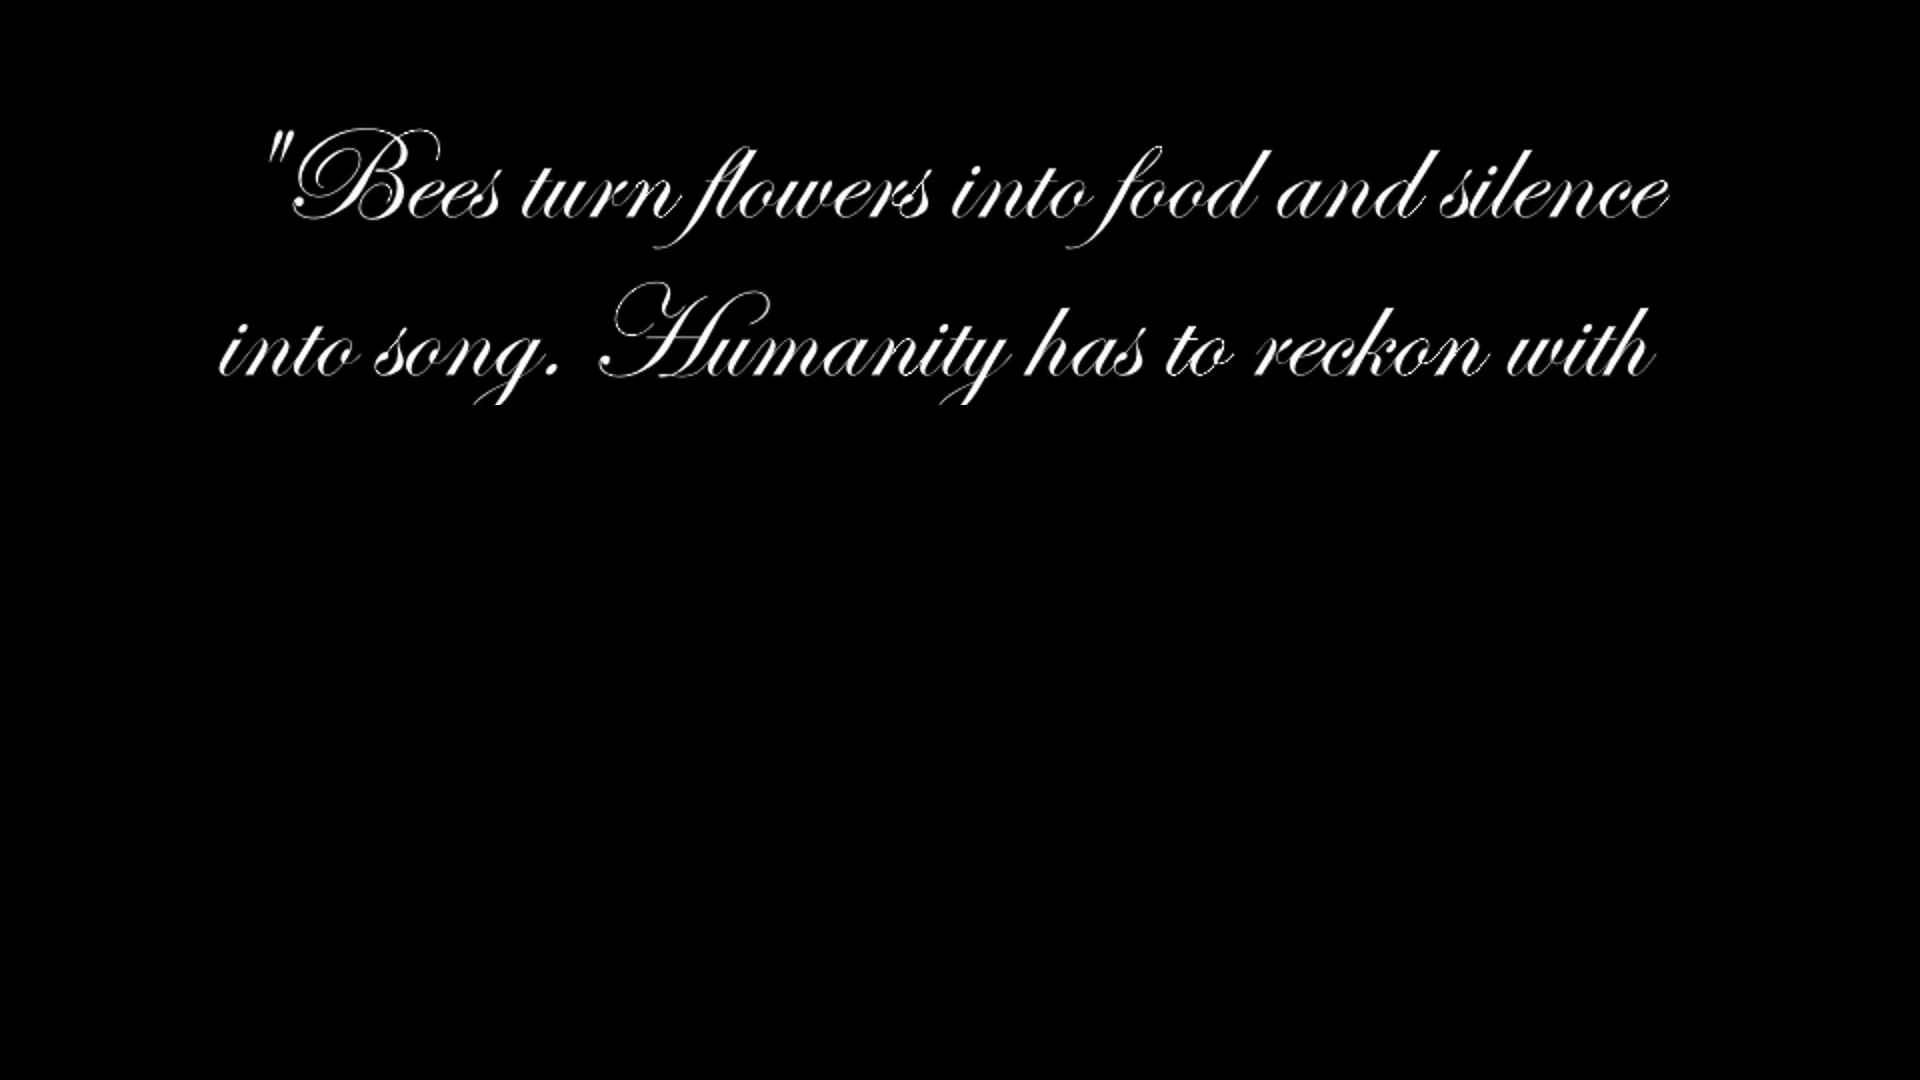 "Bees turn flowers into food and silence
into song. Humanity has to reckon with